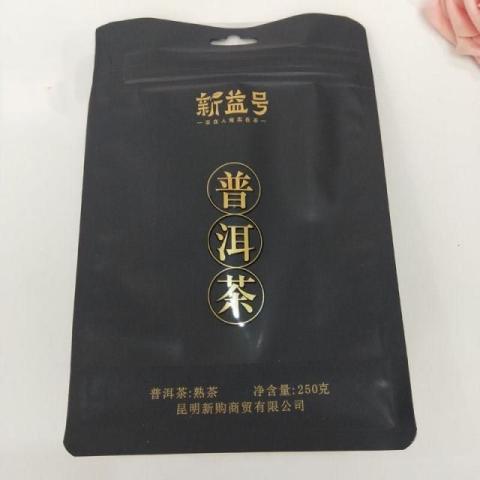 新益号
普
洱
茶
普洱茶:熟茶 净含量:250克
昆明新购商贸有限公司